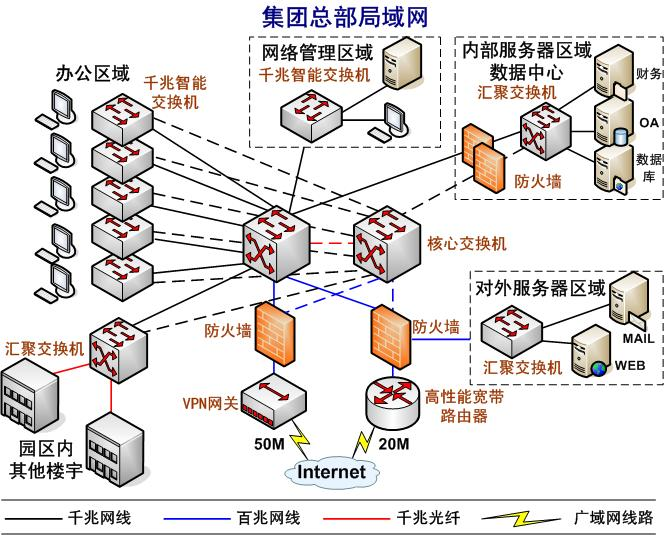 集团总部局域网
办公区域
千兆智能
交换机
网络管理区域
千兆智能交换机
内部服务器区域
数据中心
汇聚交换机
财务
OA
数据
库
防火墙
核心交换机
对外服务器区域
汇聚交换机
MAIL
WEB
汇聚交换机
防火墙
防火墙
VPN网关
高性能宽带
路由器
园区内
其他楼宇
50M
20M
Internet
千兆网线
百兆网线
千兆光纤
广域网线路